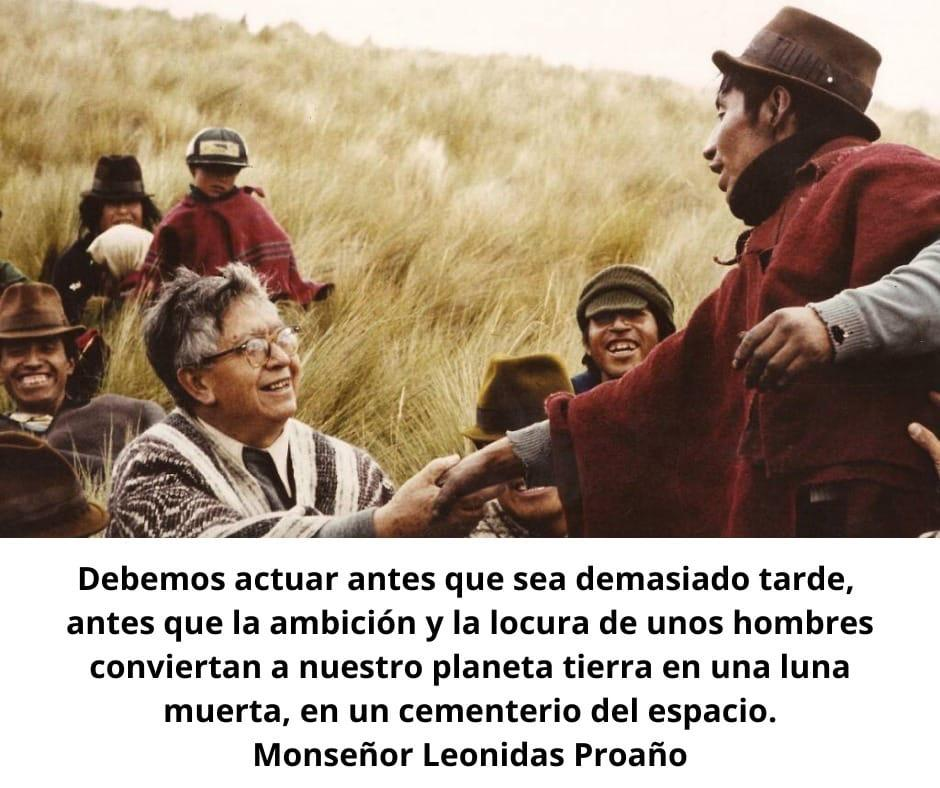 Debemos actuar antes que sea demasiado tarde,
antes que la ambición y la locura de unos hombres
conviertan a nuestro planeta tierra en una luna
muerta, en un cementerio del espacio.
Monseñor Leonidas Proaño